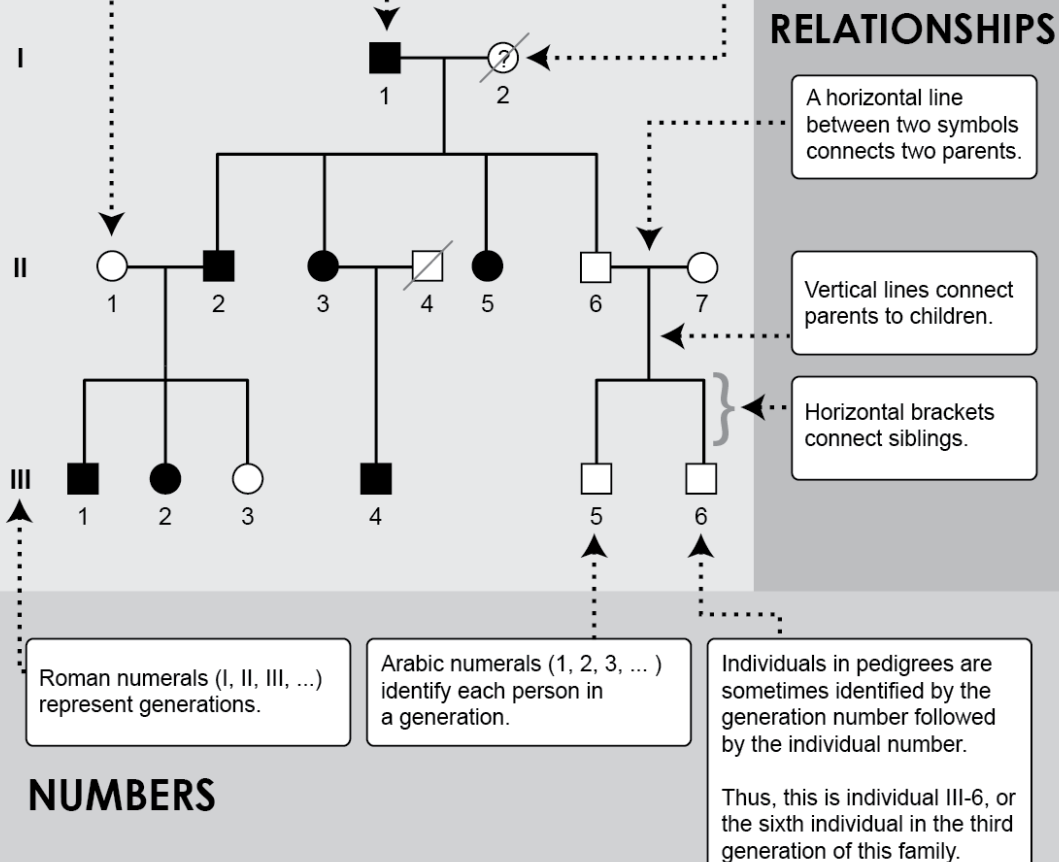 RELATIONSHIPS
I
?
1
2
A horizontal line
between two symbols
connects two parents.
II
1
2
3
4
5
6
7
Vertical lines connect
parents to children.
Horizontal brackets
connect siblings.
III
1
2
3
4
5
6
Roman numerals (I, II, III, ...)
represent generations.
Arabic numerals (1, 2, 3, ... )
identify each person in
a generation.
Individuals in pedigrees are
sometimes identified by the
generation number followed
by the individual number.
Thus, this is individual III-6, or
the sixth individual in the third
generation of this family.
NUMBERS